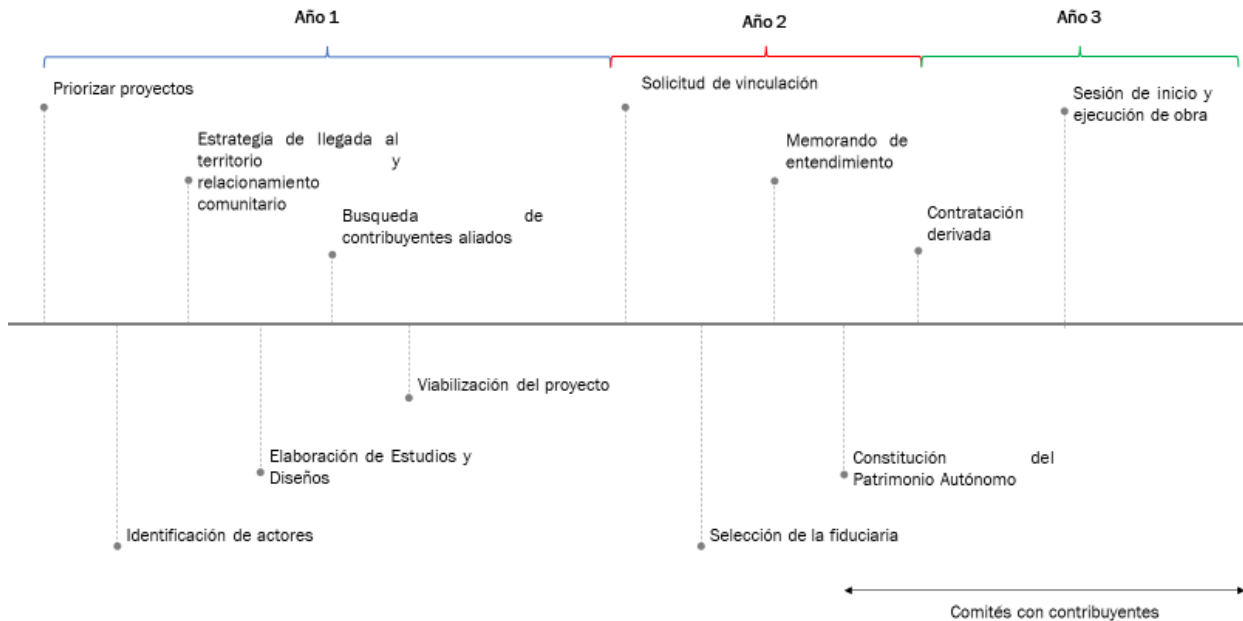 Año 1
Año 2
Año 3
Priorizar proyectos
Estrategia de llegada al
territorio y
relacionamiento
comunitario
Busqueda de
contribuyentes aliados
Solicitud de vinculación
Memorando de
entendimiento
Contratación
derivada
Sesión de inicio y
ejecución de obra
Viabilización del proyecto
Elaboración de Estudios y
Diseños
Identificación de actores
Constitución del
Patrimonio Autónomo
Selección de la fiduciaria
Comités con contribuyentes